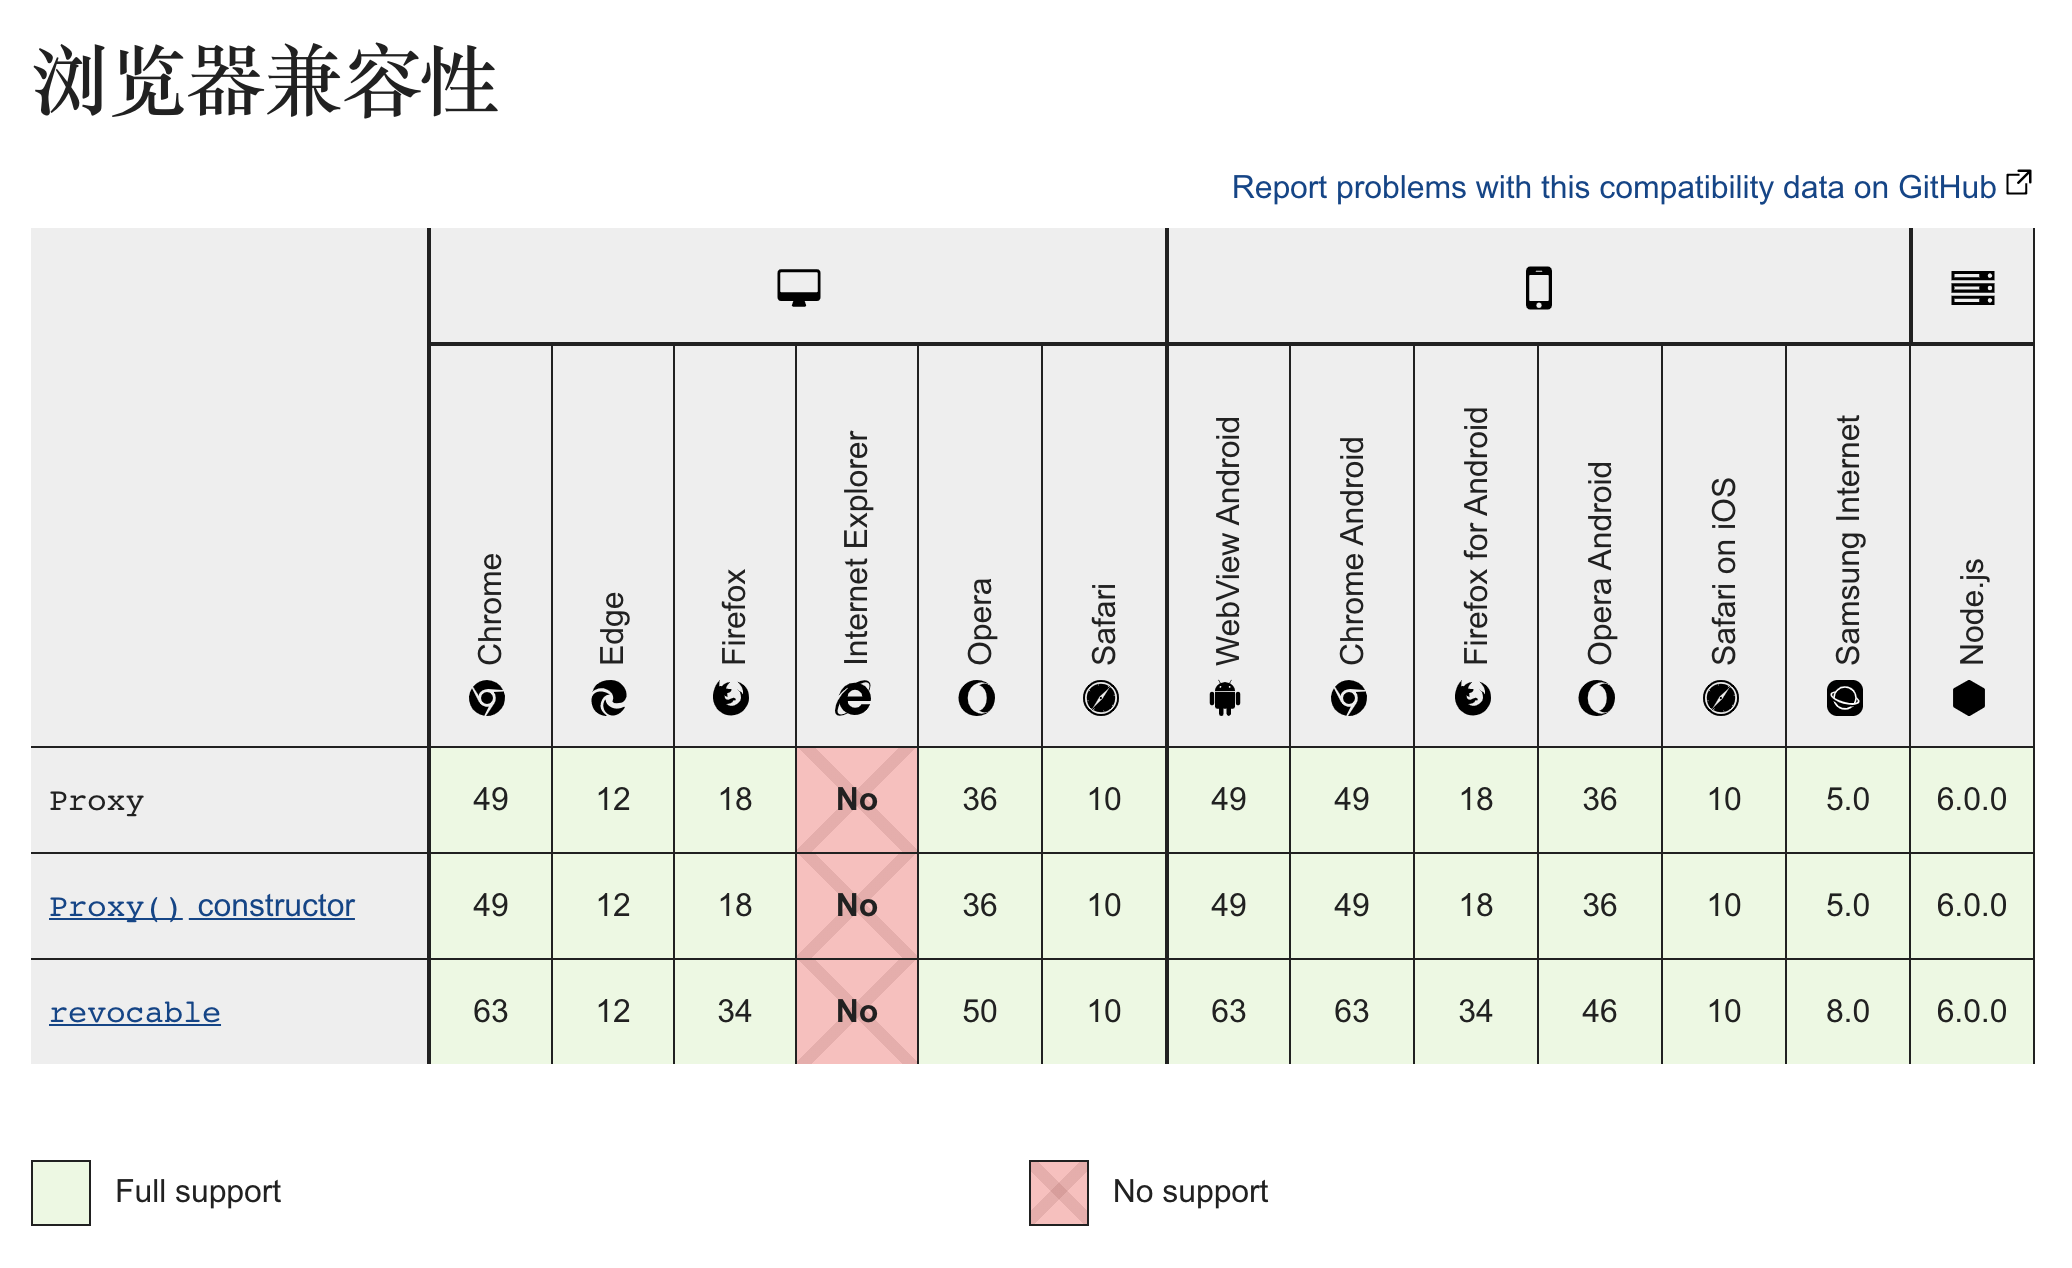 浏览器兼容性
Report problems with this compatibility data on GitHub
Chrome Edge Firefox Internet Explorer Opera Safari WebView Android Chrome Android Firefox for Android Opera Android Safari on iOS Samsung Internet Node.js
Proxy 49 12 18 No 36 10 49 49 18 36 10 5.0 6.0.0
Proxy() constructor 49 12 18 No 36 10 49 49 18 36 10 5.0 6.0.0
revocable 63 12 34 No 50 10 63 63 34 46 10 8.0 6.0.0
Full support No support